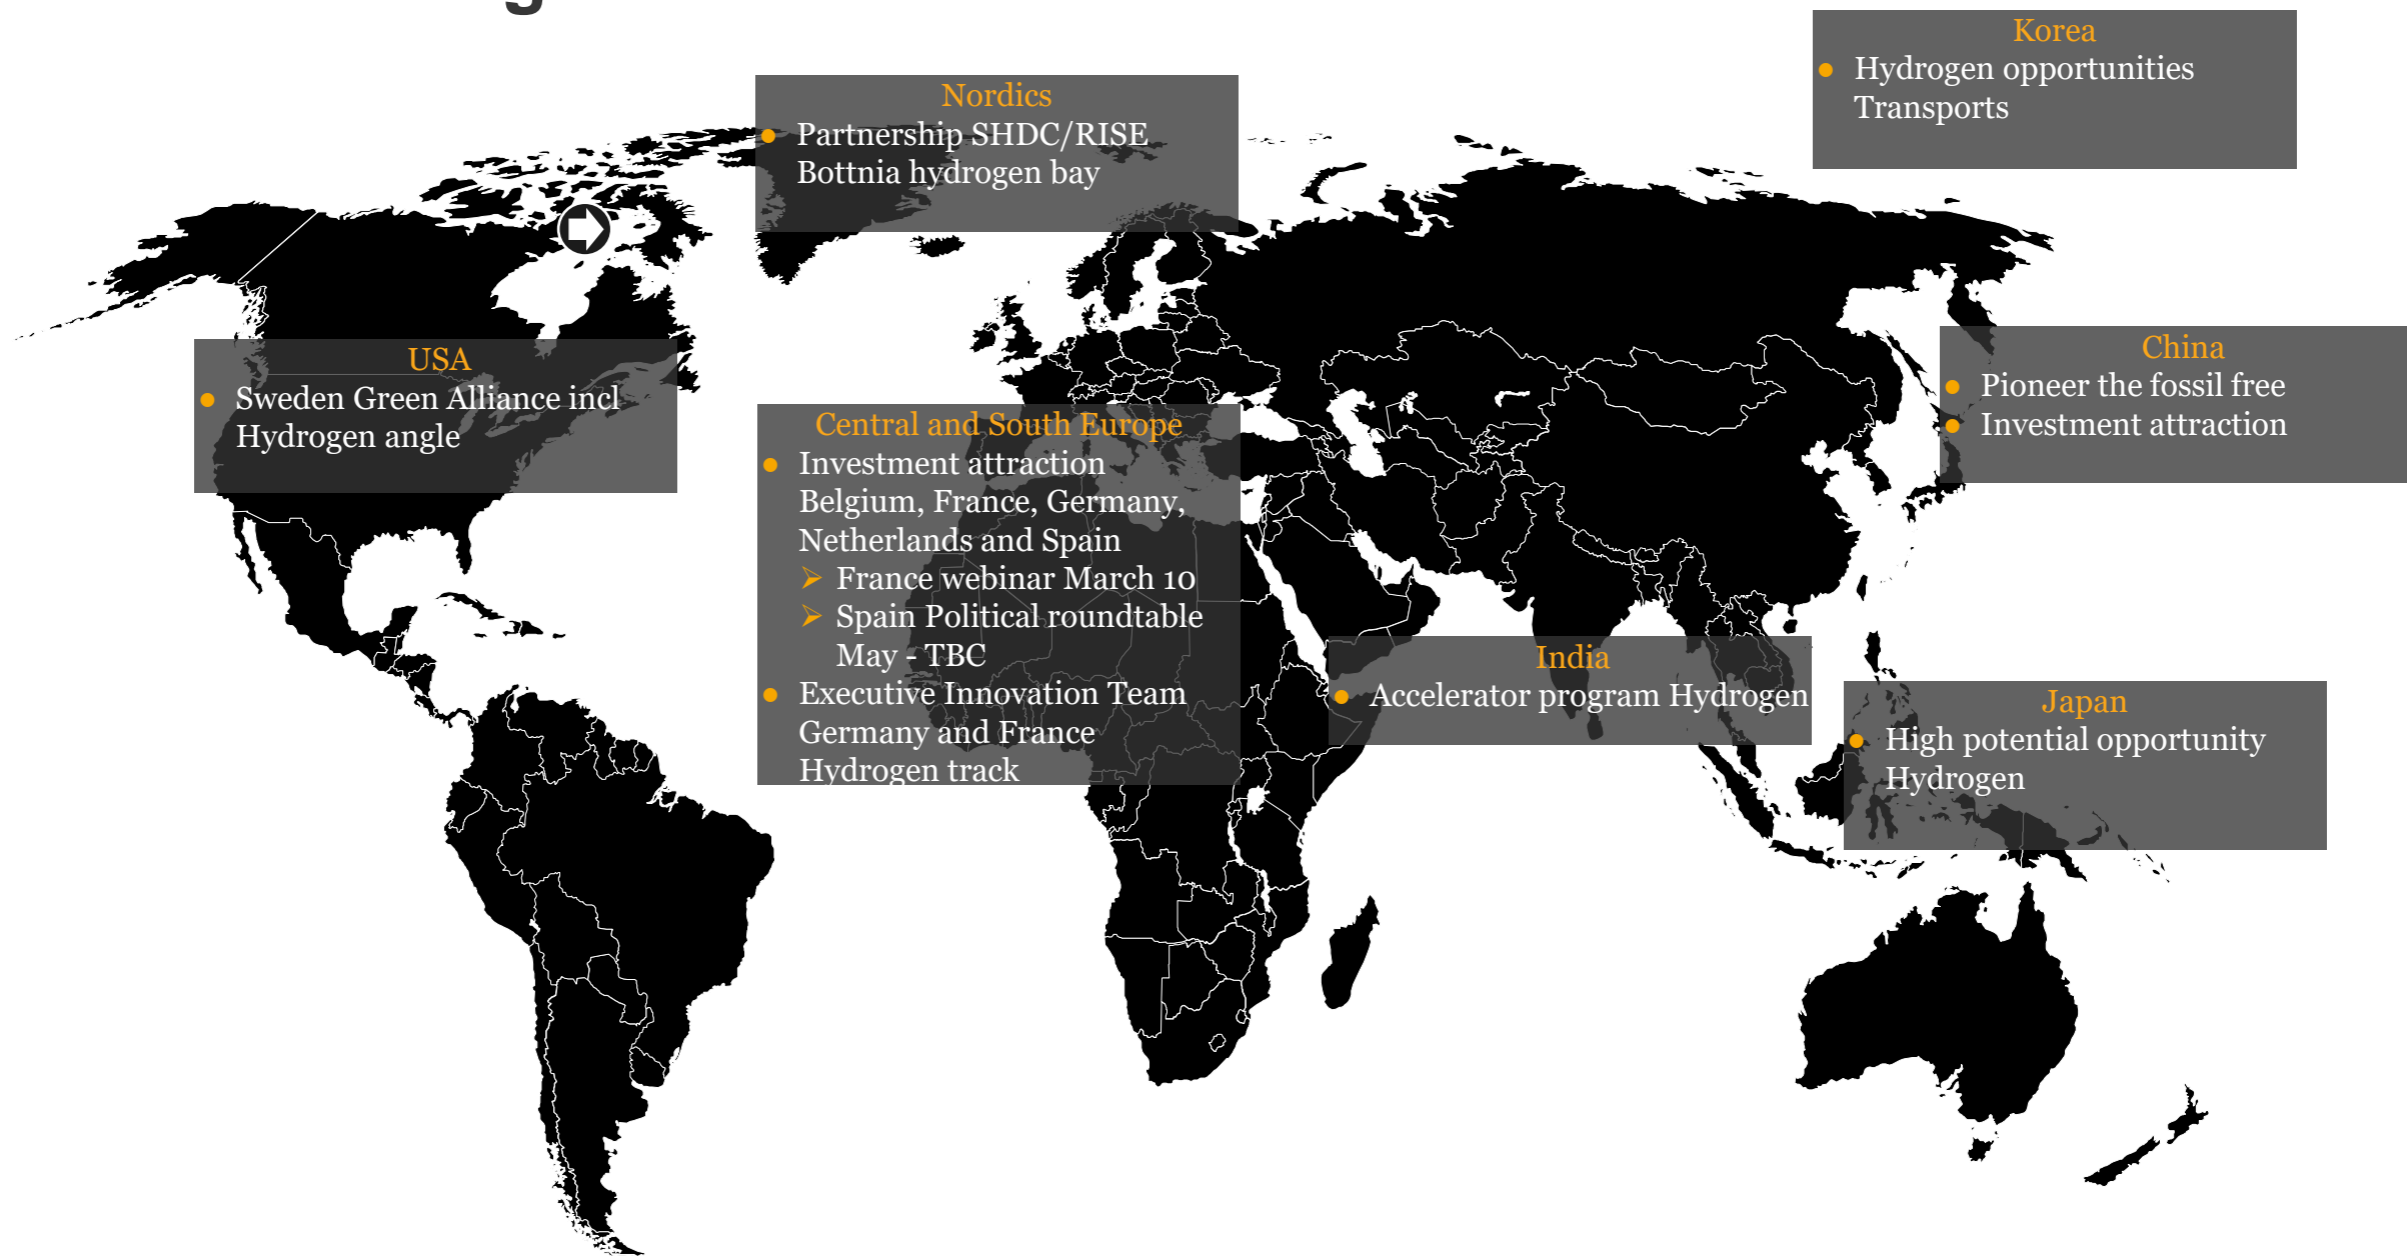 Korea
● Hydrogen opportunities
Transports
Nordics
● Partnership SHDC/RISE
Bottnia hydrogen bay
USA
● Sweden Green Alliance incl
Hydrogen angle
China
● Pioneer the fossil free
● Investment attraction
Central and South Europe
● Investment attraction
Belgium, France, Germany,
Netherlands and Spain
➢ France webinar March 10
➢ Spain Political roundtable
May - TBC
● Executive Innovation Team
Germany and France
Hydrogen track
India
● Accelerator program Hydrogen
Japan
● High potential opportunity
Hydrogen